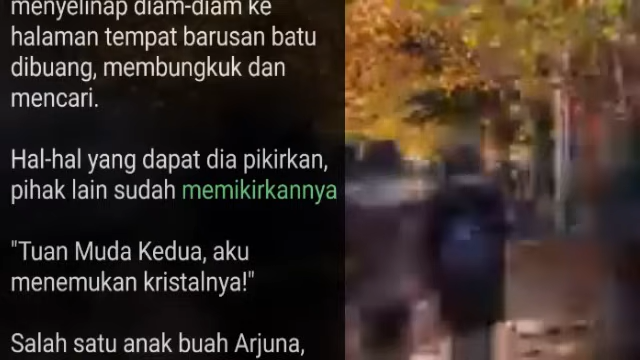 menyelinap diam-diam ke
halaman tempat barusan batu
dibuang, membungkuk dan
mencari.
Hal-hal yang dapat dia pikirkan,
pihak lain sudah memikirkannya
"Tuan Muda Kedua, aku
menemukan kristalnya!"
Salah satu anak buah Arjuna,